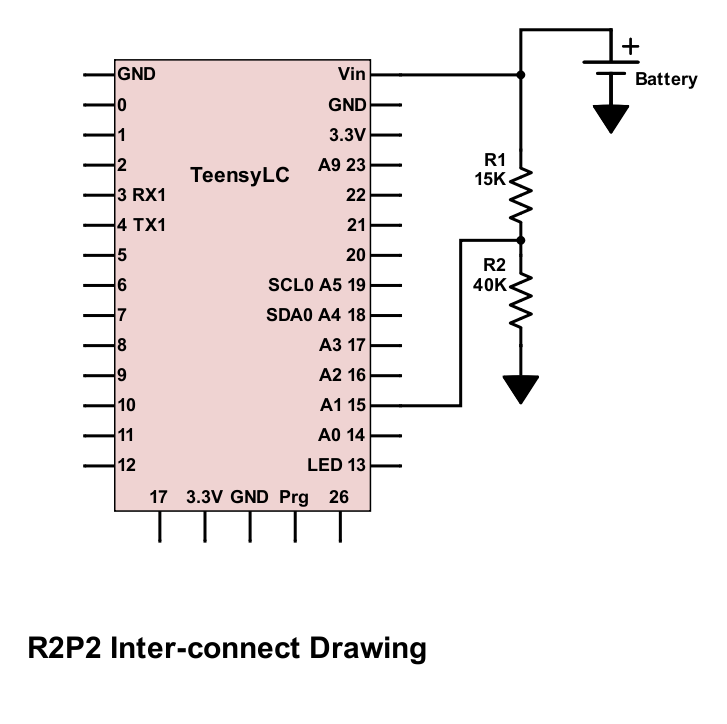 GND Vin
0 GND
1 3.3V
2 A9 23
TeensyLC
3 RX1 22
4 TX1 21
5 20
6 SCL0 A5 19
7 SDA0 A4 18
8 A3 17
9 A2 16
10 A1 15
11 A0 14
12 LED 13
17 3.3V GND Prg 26
+
Battery
R1
15K
R2
40K
R2P2 Inter-connect Drawing